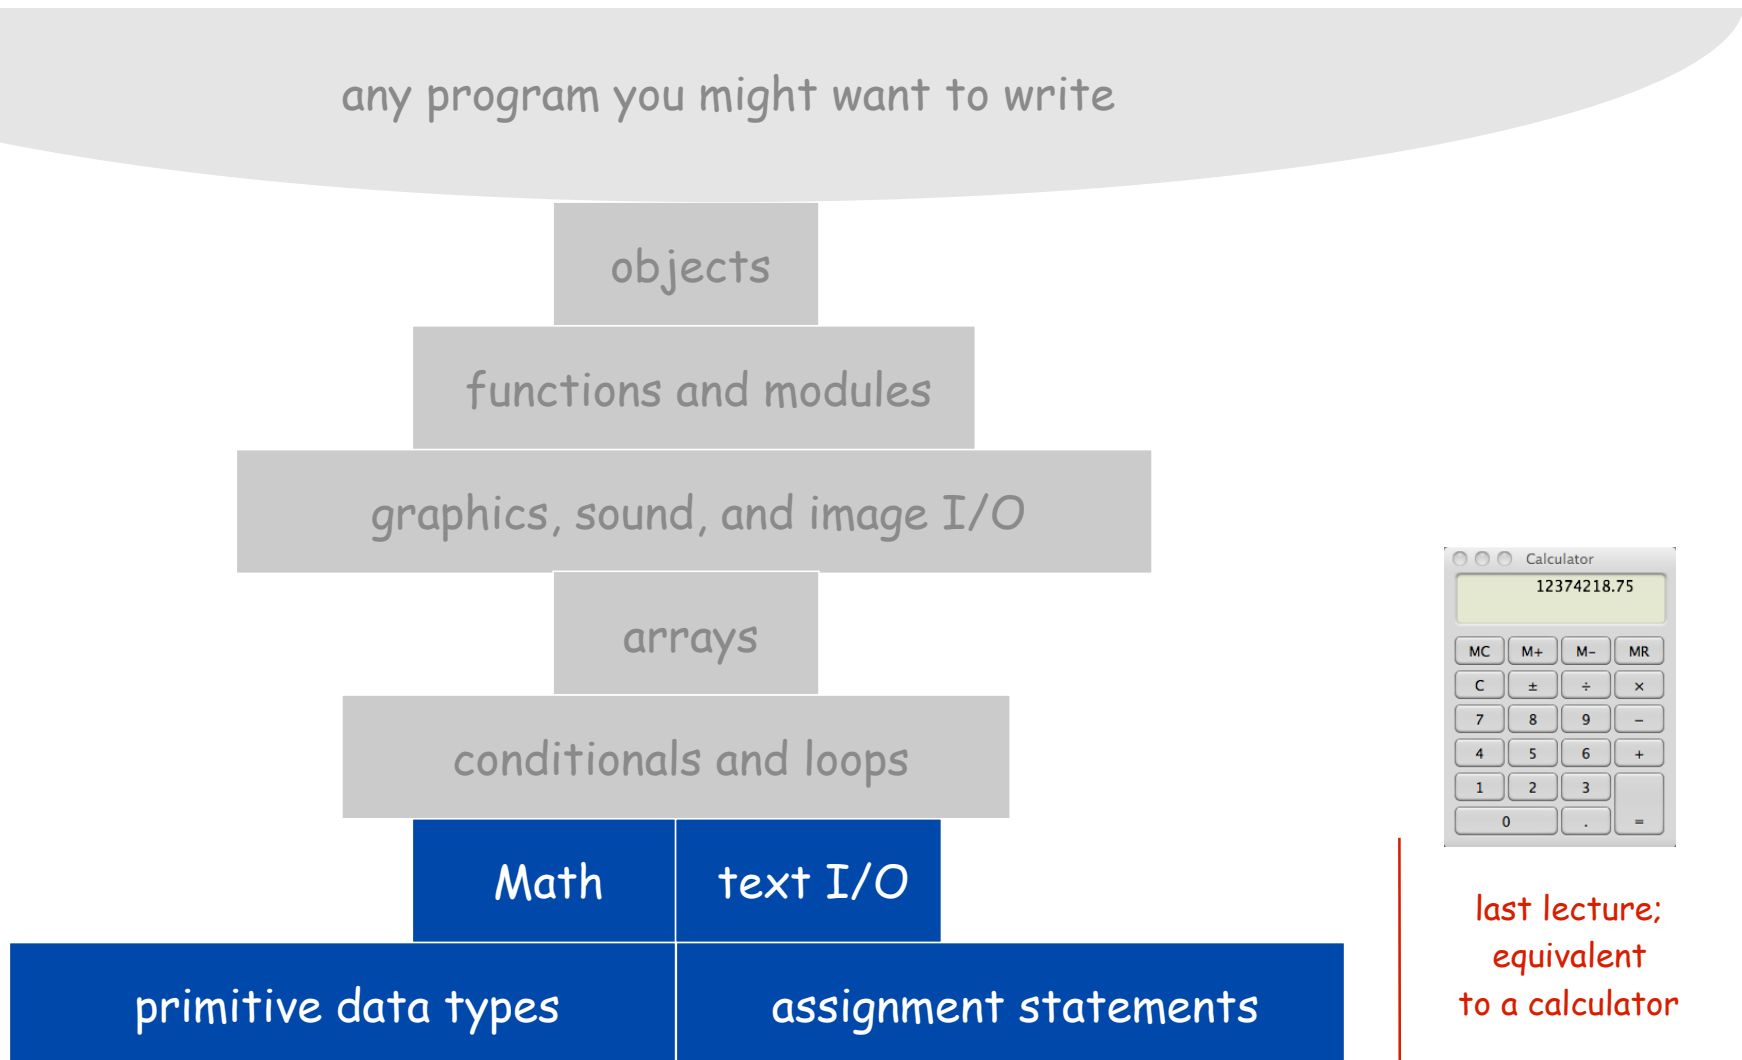 any program you might want to write
objects
functions and modules
graphics, sound, and image I/O
arrays
conditionals and loops
Math text I/O
primitive data types assignment statements
Calculator
12374218.75
MC M+ M- MR
C ± ÷ ×
7 8 9 −
4 5 6 +
1 2 3
0 . =
last lecture;
equivalent
to a calculator